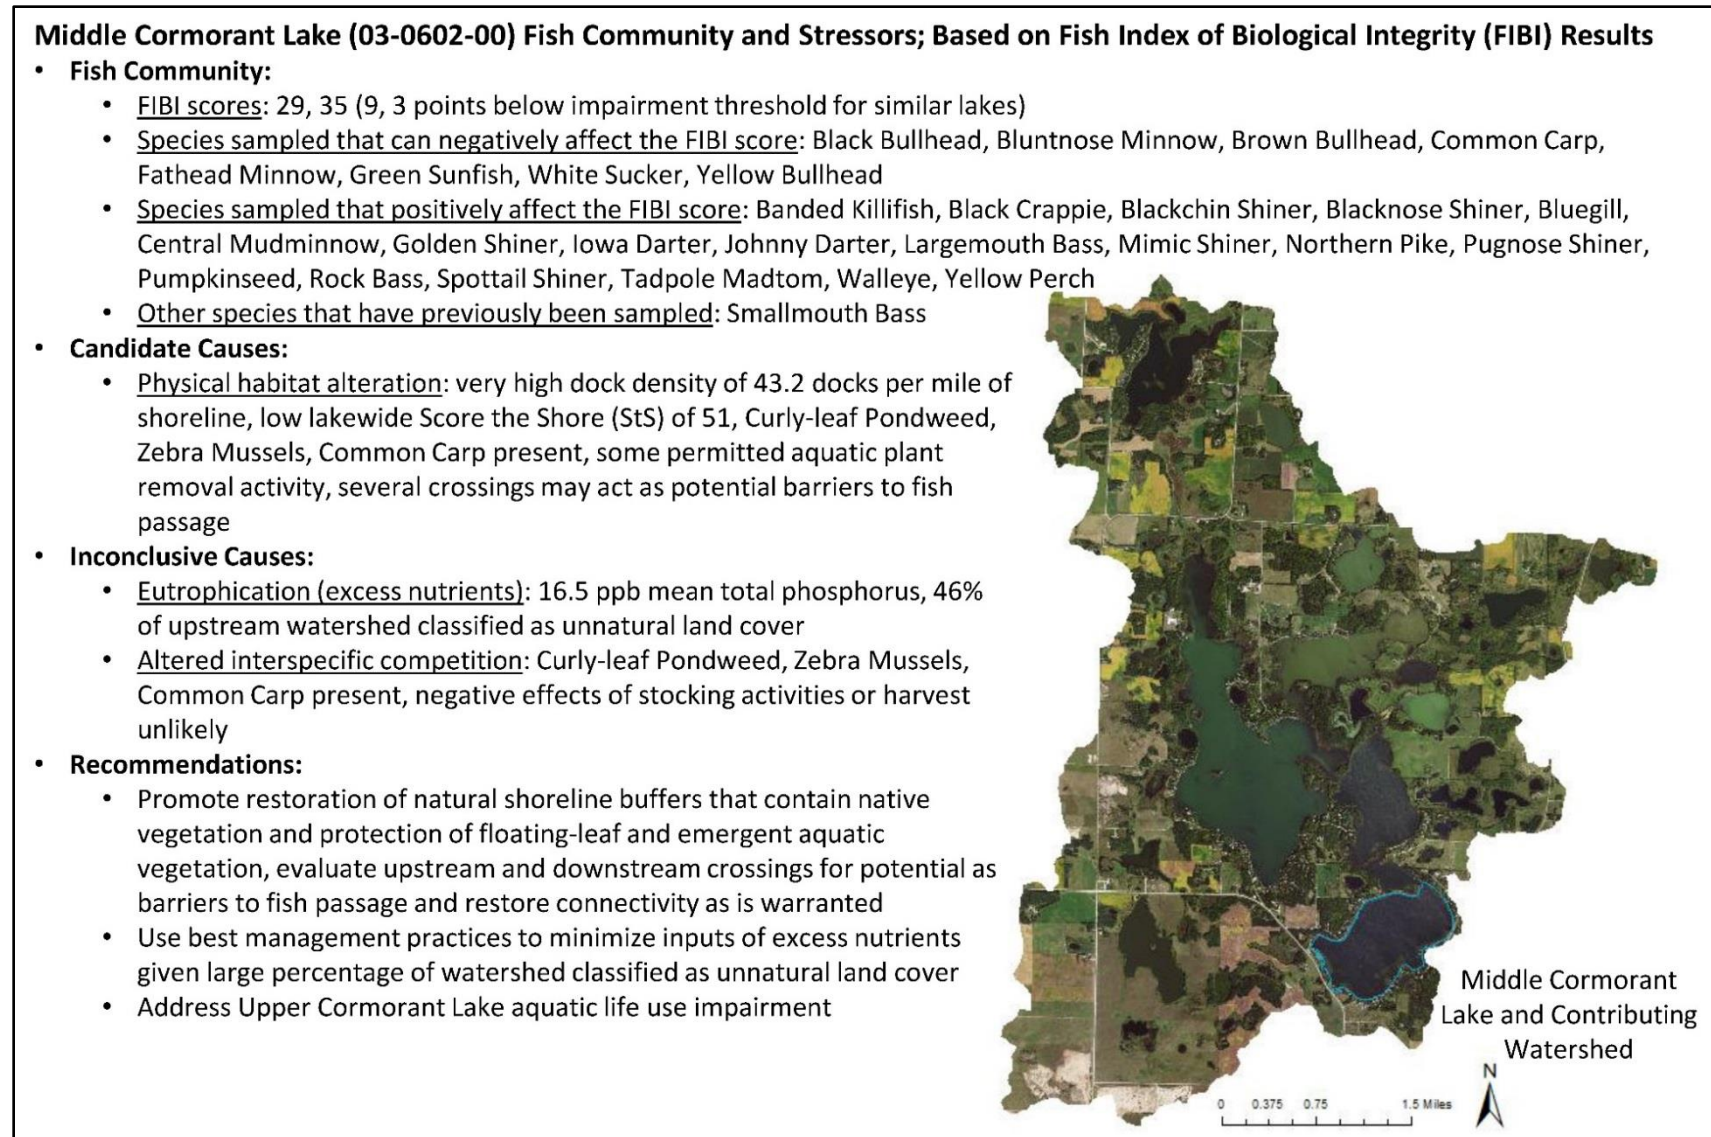 Middle Cormorant Lake (03-0602-00) Fish Community and Stressors; Based on Fish Index of Biological Integrity (FIBI) Results
• Fish Community:
• FIBI scores: 29, 35 (9, 3 points below impairment threshold for similar lakes)
• Species sampled that can negatively affect the FIBI score: Black Bullhead, Bluntnose Minnow, Brown Bullhead, Common Carp,
Fathead Minnow, Green Sunfish, White Sucker, Yellow Bullhead
• Species sampled that positively affect the FIBI score: Banded Killifish, Black Crappie, Blackchin Shiner, Blacknose Shiner, Bluegill,
Central Mudminnow, Golden Shiner, Iowa Darter, Johnny Darter, Largemouth Bass, Mimic Shiner, Northern Pike, Pugnose Shiner,
Pumpkinseed, Rock Bass, Spottail Shiner, Tadpole Madtom, Walleye, Yellow Perch
• Other species that have previously been sampled: Smallmouth Bass
• Candidate Causes:
• Physical habitat alteration: very high dock density of 43.2 docks per mile of
shoreline, low lakewide Score the Shore (StS) of 51, Curly-leaf Pondweed,
Zebra Mussels, Common Carp present, some permitted aquatic plant
removal activity, several crossings may act as potential barriers to fish
passage
• Inconclusive Causes:
• Eutrophication (excess nutrients): 16.5 ppb mean total phosphorus, 46%
of upstream watershed classified as unnatural land cover
• Altered interspecific competition: Curly-leaf Pondweed, Zebra Mussels,
Common Carp present, negative effects of stocking activities or harvest
unlikely
• Recommendations:
• Promote restoration of natural shoreline buffers that contain native
vegetation and protection of floating-leaf and emergent aquatic
vegetation, evaluate upstream and downstream crossings for potential as
barriers to fish passage and restore connectivity as is warranted
• Use best management practices to minimize inputs of excess nutrients
given large percentage of watershed classified as unnatural land cover
• Address Upper Cormorant Lake aquatic life use impairment
Middle Cormorant
Lake and Contributing
Watershed
N
0 0.375 0.75 1.5 Miles